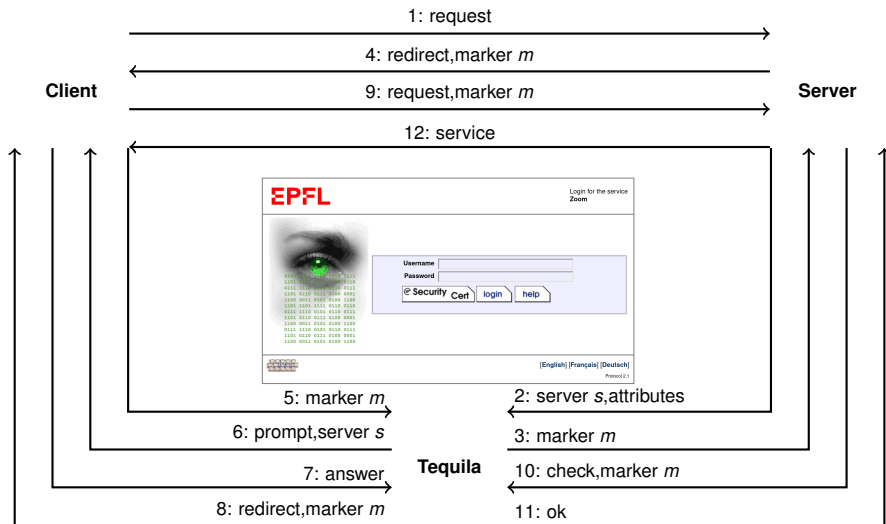 1: request
4: redirect,marker m
Client
9: request,marker m
Server
12: service
EPFL
Login for the service
Zoom
Username
Password
Security Cert
login
help
[English] [Français] [Deutsch]
Protocol 2.1
5: marker m
2: server s,attributes
6: prompt,server s
3: marker m
7: answer
Tequila
10: check,marker m
8: redirect,marker m
11: ok